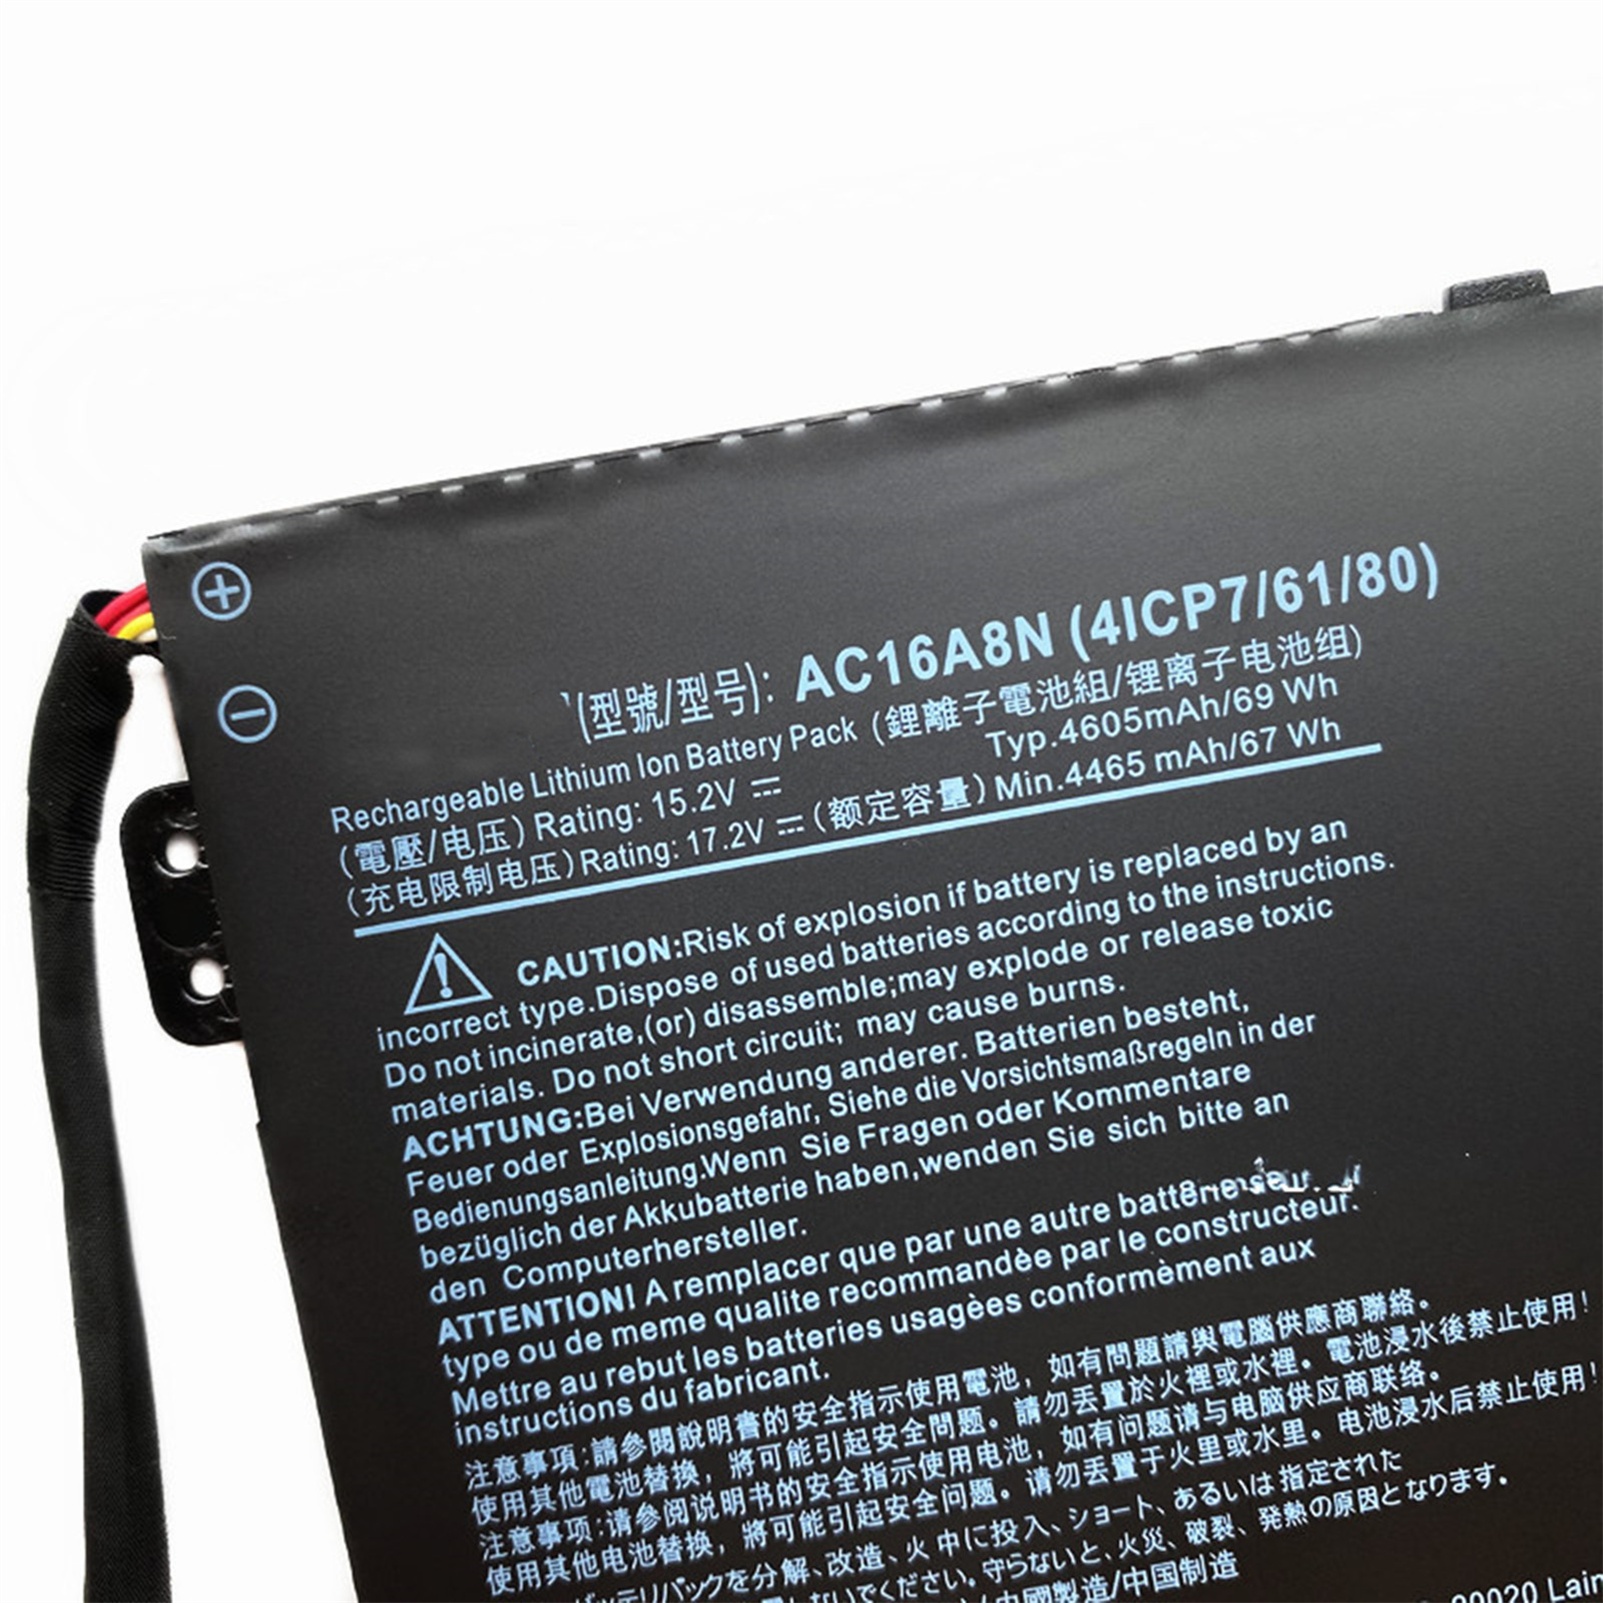 (型號/型号): AC16A8N (4ICP7/61/80)
Rechargeable Lithium Ion Battery Pack (鋰離子電池組/锂离子电池组)
(電壓/电压) Rating: 15.2V ⎓ Typ.4605mAh/69 Wh
(充电限制电压) Rating: 17.2V ⎓ (额定容量) Min.4465 mAh/67 Wh
CAUTION:Risk of explosion if battery is replaced by an
incorrect type.Dispose of used batteries according to the instructions.
Do not incinerate,(or) disassemble;may explode or release toxic
materials. Do not short circuit; may cause burns.
ACHTUNG:Bei Verwendung anderer. Batterien besteht,
Feuer oder Explosionsgefahr, Siehe die Vorsichtsmaßregeln in der
Bedienungsanleitung.Wenn Sie Fragen oder Kommentare
bezüglich der Akkubatterie haben,wenden Sie sich bitte an
den Computerhersteller.
ATTENTION! A remplacer que par une autre
type ou de meme qualite recommandèe par le constructeur.
Mettre au rebut les batteries usagèes conformèment aux
instructions du fabricant.
注意事項:請參閱說明書的安全指示使用電池，如有問題請與電腦供應商聯絡。
使用其他電池替換，將可能引起安全問題。請勿丟置於火裡或水裡。電池浸水後禁止使用!
注意事项:请参阅说明书的安全指示使用电池，如有问题请与电脑供应商联络。
使用其他电池替换，將可能引起安全问题。请勿丢置于火里或水里。电池浸水后禁止使用!
バッテリパックを分解、改造、火中に投入、ショート、あるいは指定された
しないでください。守らないと、火災、破裂、発熱の原因となります。
中國製造/中国制造